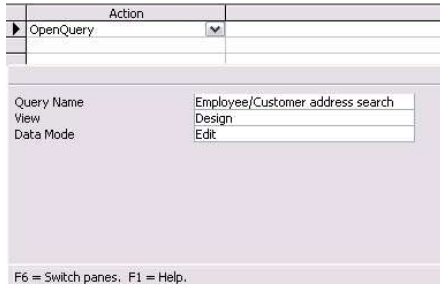 Action
OpenQuery
Query Name Employee/Customer address search
View Design
Data Mode Edit
F6 = Switch panes. F1 = Help.